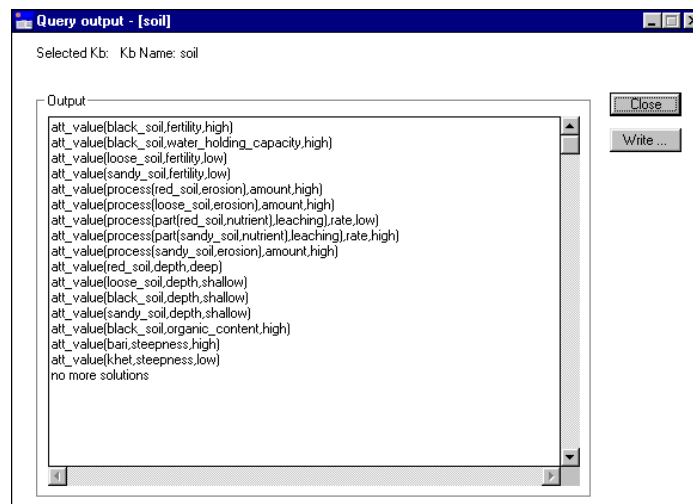 Query output - [soil]
Selected Kb: Kb Name: soil
Output
Close
Write ...
att_value(black_soil,fertility,high)
att_value(black_soil,water_holding_capacity,high)
att_value(loose_soil,fertility,low)
att_value(sandy_soil,fertility,low)
att_value(process(red_soil,erosion),amount,high)
att_value(process(loose_soil,erosion),amount,high)
att_value(process(part(red_soil,nutrient),leaching),rate,low)
att_value(process(part(sandy_soil,nutrient),leaching),rate,high)
att_value(process(sandy_soil,erosion),amount,high)
att_value(red_soil,depth,deep)
att_value(loose_soil,depth,shallow)
att_value(black_soil,depth,shallow)
att_value(sandy_soil,depth,shallow)
att_value(black_soil,organic_content,high)
att_value(bari,steepness,high)
att_value(khet,steepness,low)
no more solutions